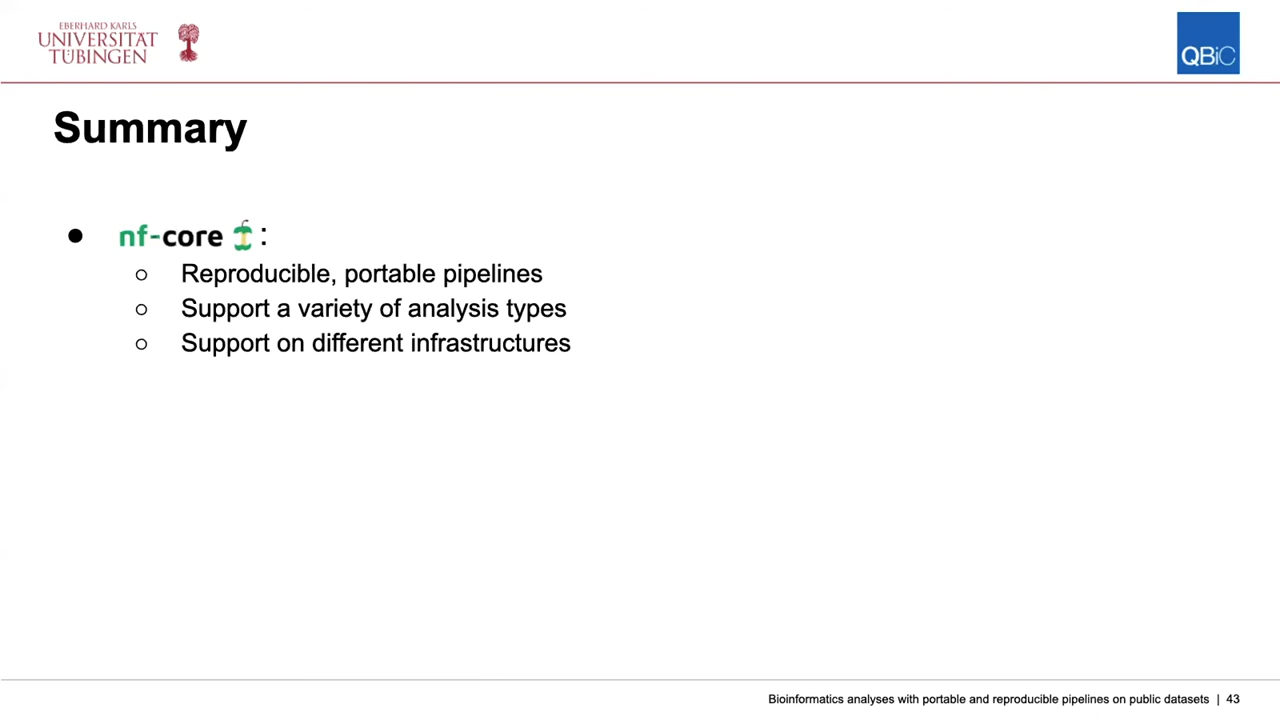 EBERHARD KARLS
UNIVERSITÄT
TÜBINGEN
QBiC
Summary
● nf-core :
○ Reproducible, portable pipelines
○ Support a variety of analysis types
○ Support on different infrastructures
Bioinformatics analyses with portable and reproducible pipelines on public datasets | 43